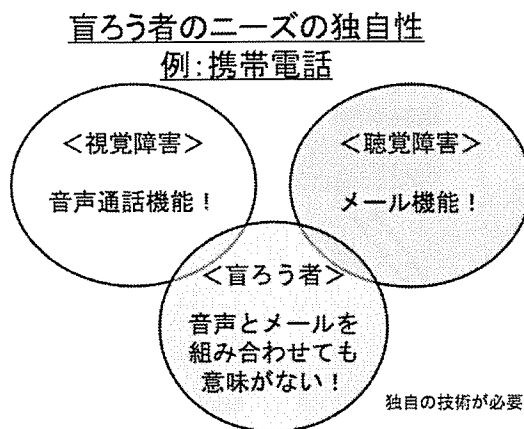 盲ろう者のニーズの独自性
例:携帯電話
＜視覚障害＞
音声通話機能！
＜聴覚障害＞
メール機能！
＜盲ろう者＞
音声とメールを
組み合わせても
意味がない！
独自の技術が必要